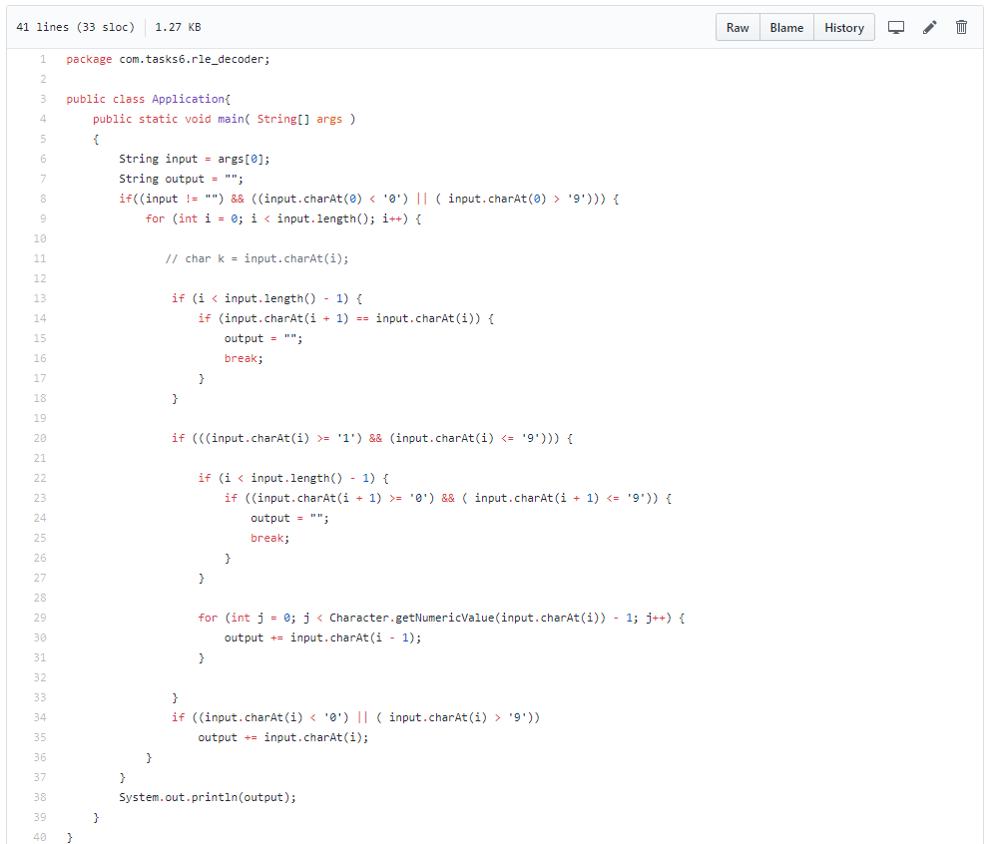 41 lines (33 sloc) 1.27 KB Raw Blame History
1 package com.tasks6.rle_decoder;
2
3 public class Application{
4     public static void main( String[] args )
5     {
6         String input = args[0];
7         String output = "";
8         if((input != "") && ((input.charAt(0) < '0') || ( input.charAt(0) > '9'))) {
9             for (int i = 0; i < input.length(); i++) {
10
11                // char k = input.charAt(i);
12
13                 if (i < input.length() - 1) {
14                     if (input.charAt(i + 1) == input.charAt(i)) {
15                         output = "";
16                         break;
17                     }
18                 }
19
20                 if (((input.charAt(i) >= '1') && (input.charAt(i) <= '9'))) {
21
22                     if (i < input.length() - 1) {
23                         if ((input.charAt(i + 1) >= '0') && ( input.charAt(i + 1) <= '9')) {
24                             output = "";
25                             break;
26                         }
27                     }
28
29                     for (int j = 0; j < Character.getNumericValue(input.charAt(i)) - 1; j++) {
30                         output += input.charAt(i - 1);
31                     }
32
33                 }
34                 if ((input.charAt(i) < '0') || ( input.charAt(i) > '9'))
35                     output += input.charAt(i);
36             }
37         }
38         System.out.println(output);
39     }
40 }